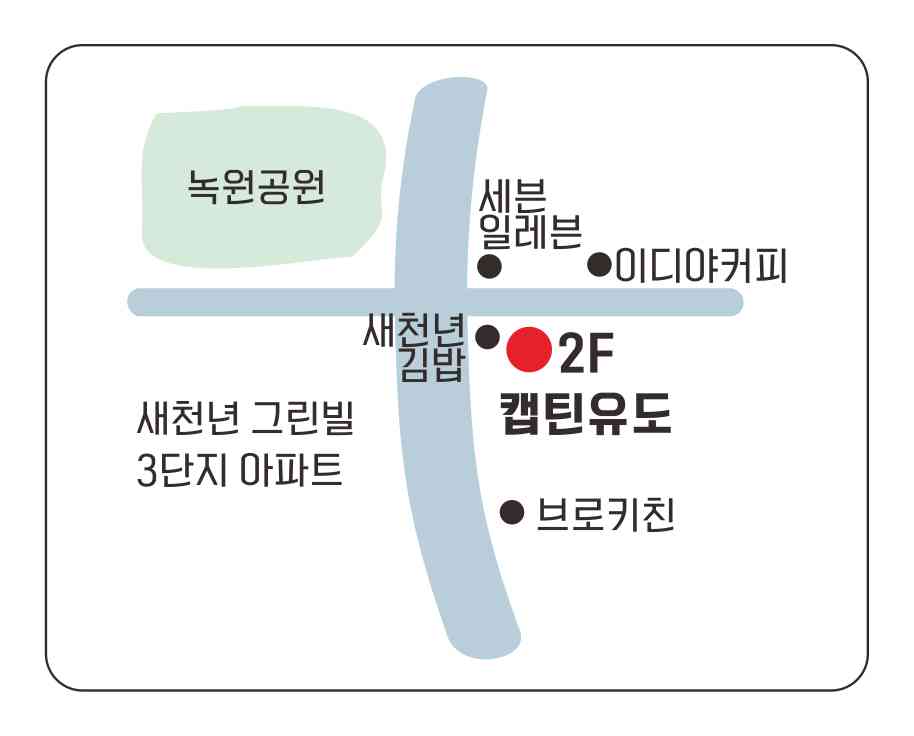 녹원공원
세븐
일레븐
이디야커피
새천년
김밥
2F
캡틴유도
새천년 그린빌
3단지 아파트
브로키친